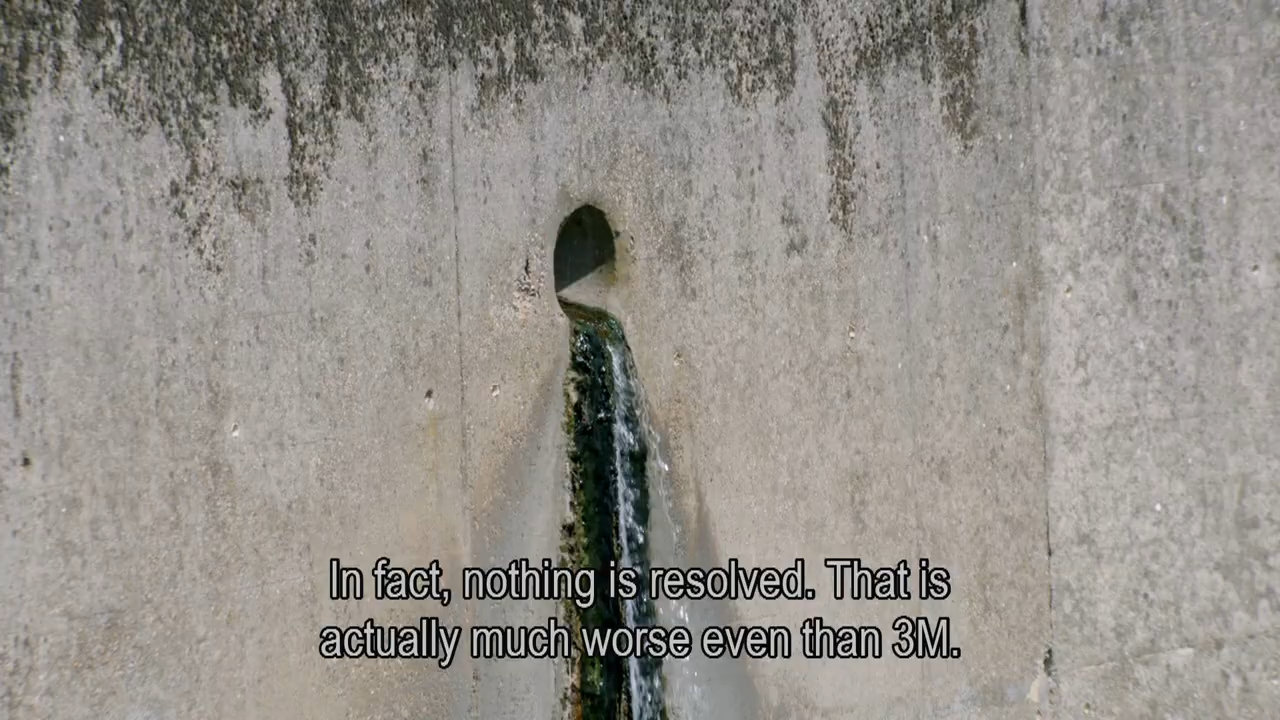 In fact, nothing is resolved. That is
actually much worse even than 3M.